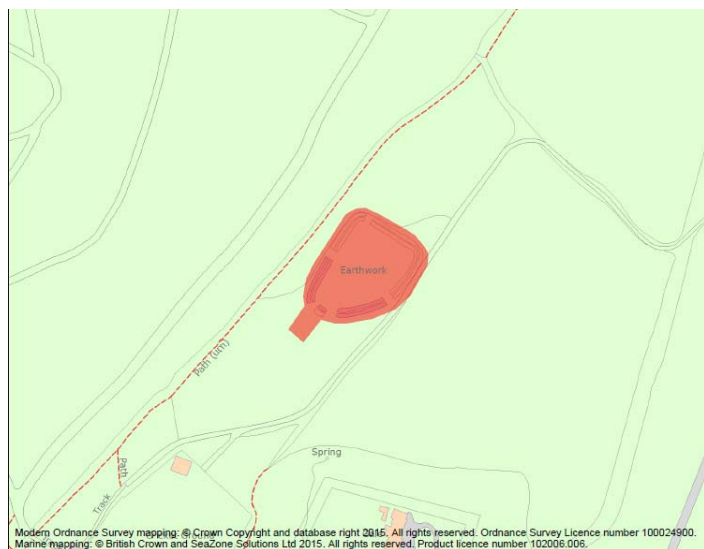 Earthwork
Path (um)
Spring
Path
Track
Modern Ordnance Survey mapping: © Crown Copyright and database right 2015. All rights reserved. Ordnance Survey Licence number 100024900.
Marine mapping: © British Crown and SeaZone Solutions Ltd 2015. All rights reserved. Product licence number 102006.006.